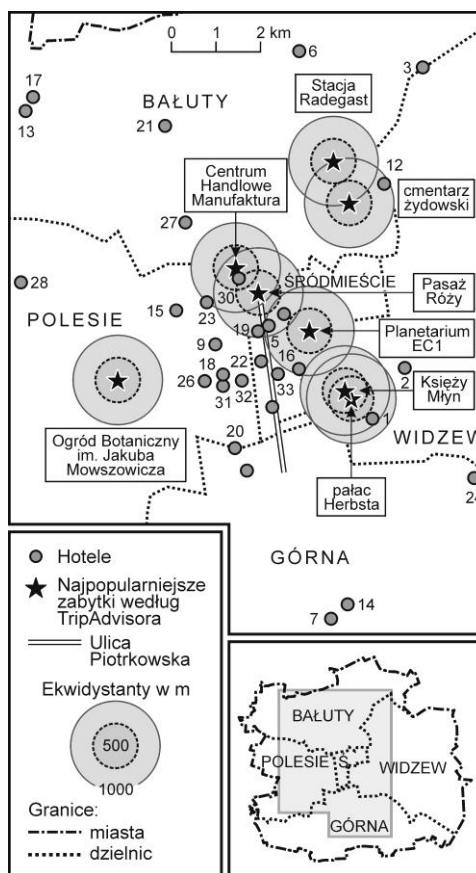 0 1 2 km
6
3
Stacja
Radegast
17
13
BAŁUTY
21
Centrum
Handlowe
Manufaktura
12
cmentarz
żydowski
27
28
30
ŚRÓDMIEŚCIE
Pasaż
Róży
15
23
POLESIE
19
5
Planetarium
EC1
9
22
16
18
26
31
32
33
2
Księży
Młyn
1
Ogród Botaniczny
im. Jakuba
Mowszowicza
20
WIDZEW
pałac
Herbsta
24
GÓRNA
7
14
Hotele
Najpopularniejsze
zabytki według
TripAdvisora
Ulica
Piotrkowska
Ekwidystanty w m
500
1000
Granice:
miasta
dzielnic
BAŁUTY
POLESIE Ś.
WIDZEW
GÓRNA